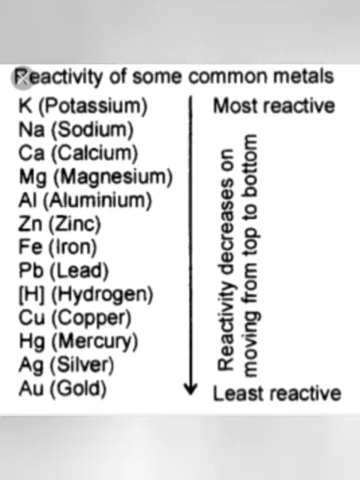 Reactivity of some common metals
K (Potassium)
Most reactive
Na (Sodium)
Ca (Calcium)
Mg (Magnesium)
Al (Aluminium)
Zn (Zinc)
Fe (Iron)
Pb (Lead)
[H] (Hydrogen)
Cu (Copper)
Hg (Mercury)
Ag (Silver)
Au (Gold)
Reactivity decreases on
moving from top to bottom
Least reactive